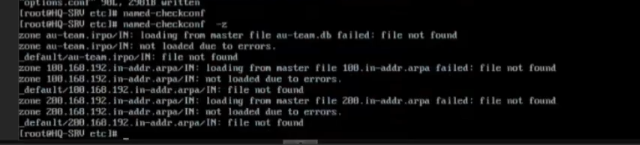 "options.conf" 90L, 2981B written
[root@HQ-SRV etc]# named-checkconf
[root@HQ-SRV etc]# named-checkconf -z
zone au-team.irpo/IN: loading from master file au-team.db failed: file not found
zone au-team.irpo/IN: not loaded due to errors.
_default/au-team.irpo/IN: file not found
zone 100.168.192.in-addr.arpa/IN: loading from master file 100.in-addr.arpa failed: file not found
zone 100.168.192.in-addr.arpa/IN: not loaded due to errors.
_default/100.168.192.in-addr.arpa/IN: file not found
zone 200.168.192.in-addr.arpa/IN: loading from master file 200.in-addr.arpa failed: file not found
zone 200.168.192.in-addr.arpa/IN: not loaded due to errors.
_default/200.168.192.in-addr.arpa/IN: file not found
[root@HQ-SRV etc]# _